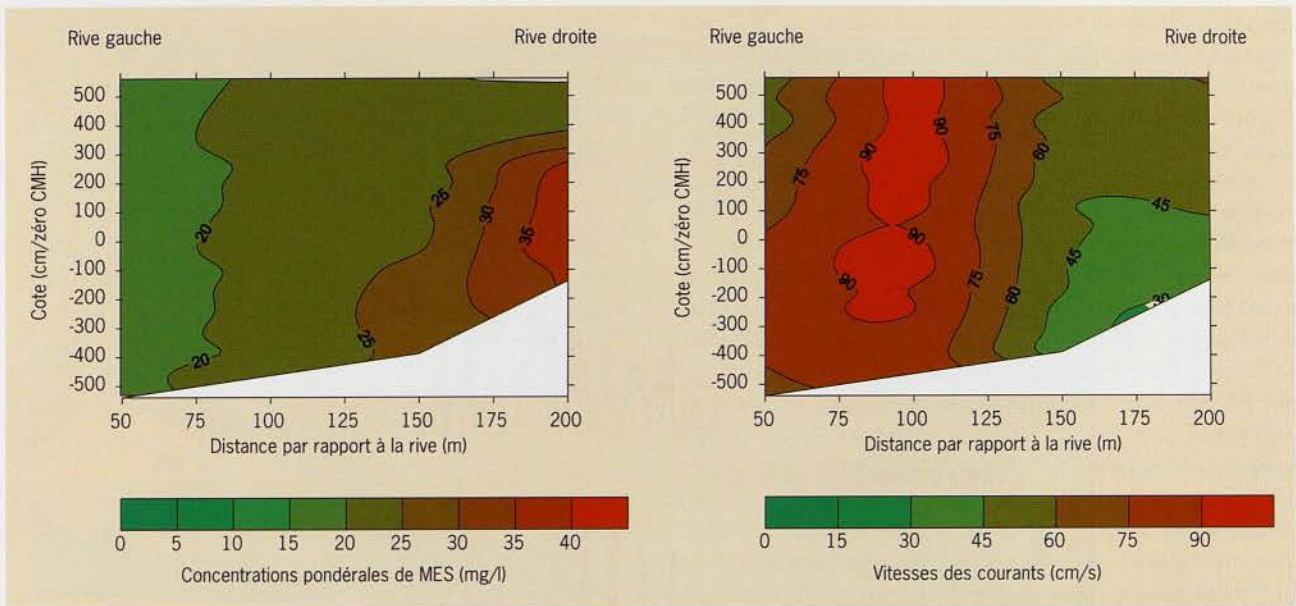 Rive gauche
Rive droite
500
400
300
200
100
0
-100
-200
-300
-400
-500
Cote (cm/zéro CMH)
20
20
25
25
30
35
50 75 100 125 150 175 200
Distance par rapport à la rive (m)
0 5 10 15 20 25 30 35 40
Concentrations pondérales de MES (mg/l)
Rive gauche
Rive droite
500
400
300
200
100
0
-100
-200
-300
-400
-500
Cote (cm/zéro CMH)
75
90
90
75
60
45
90
90
75
60
45
30
50 75 100 125 150 175 200
Distance par rapport à la rive (m)
0 15 30 45 60 75 90
Vitesses des courants (cm/s)